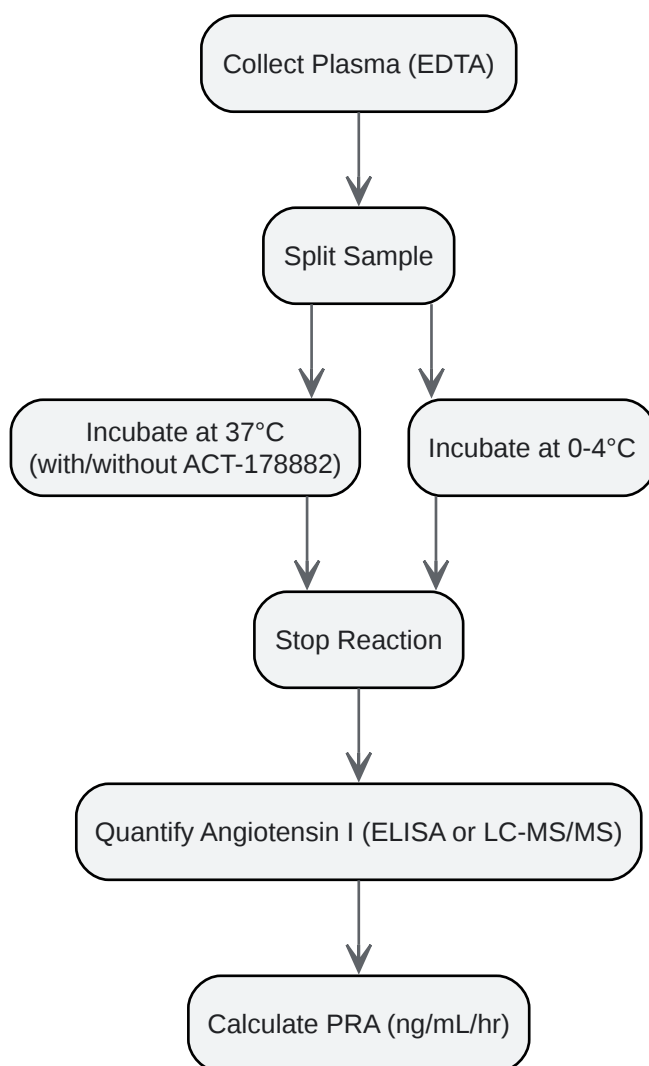 Collect Plasma (EDTA)
Split Sample
Incubate at 37°C
(with/without ACT-178882)
Incubate at 0-4°C
Stop Reaction
Quantify Angiotensin I (ELISA or LC-MS/MS)
Calculate PRA (ng/mL/hr)